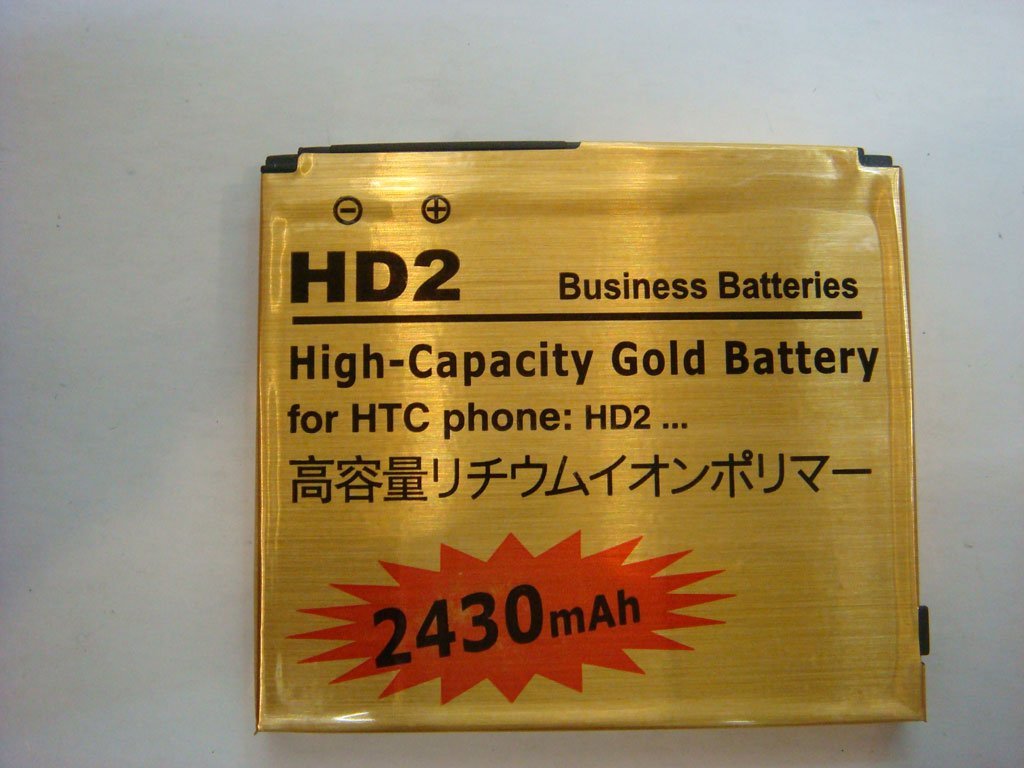 ⊖ ⊕
HD2 Business Batteries
High-Capacity Gold Battery
for HTC phone: HD2 ...
高容量リチウムイオンポリマー
2430mAh